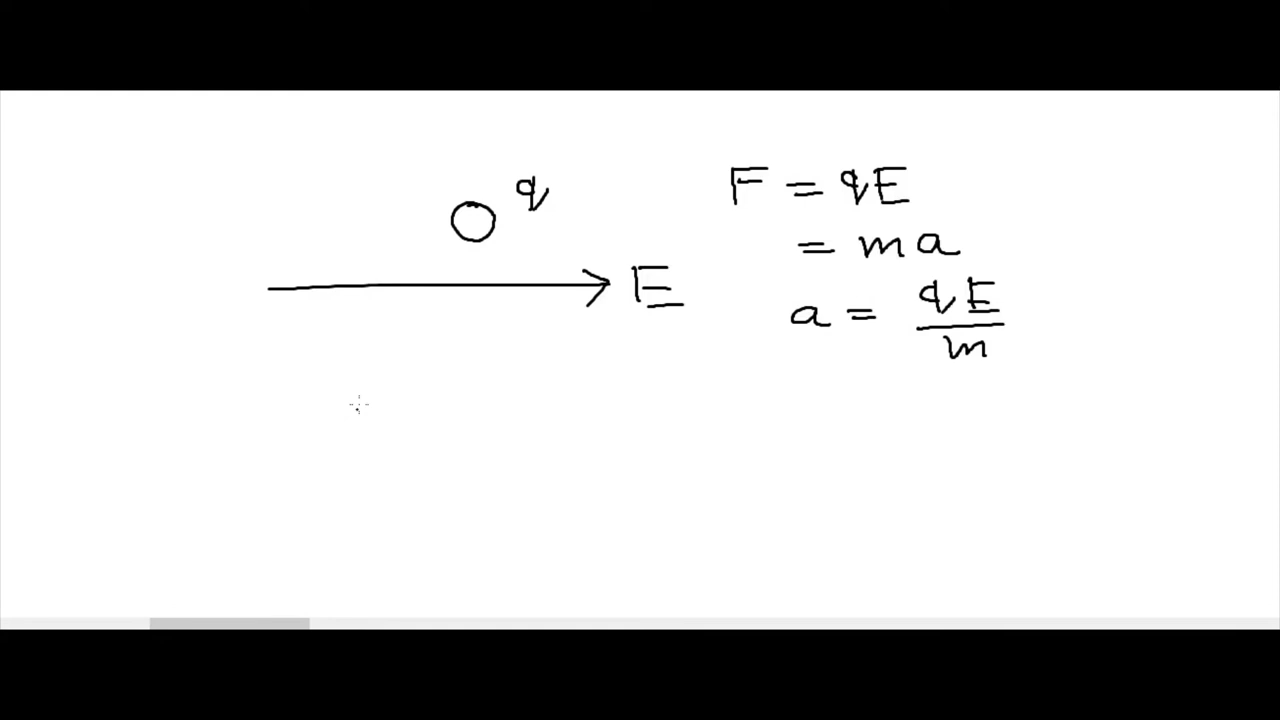 q
E
F = qE
= ma
a = qE/m